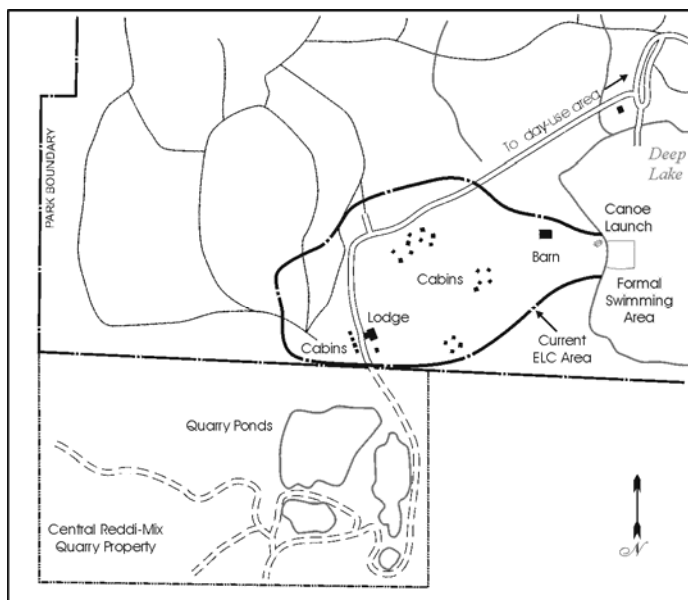 To day-use area
PARK BOUNDARY
Deep
Lake
Canoe
Launch
Barn
Cabins
Formal
Swimming
Area
Lodge
Cabins
Current
ELC Area
Quarry Ponds
Central Reddi-Mix
Quarry Property
N